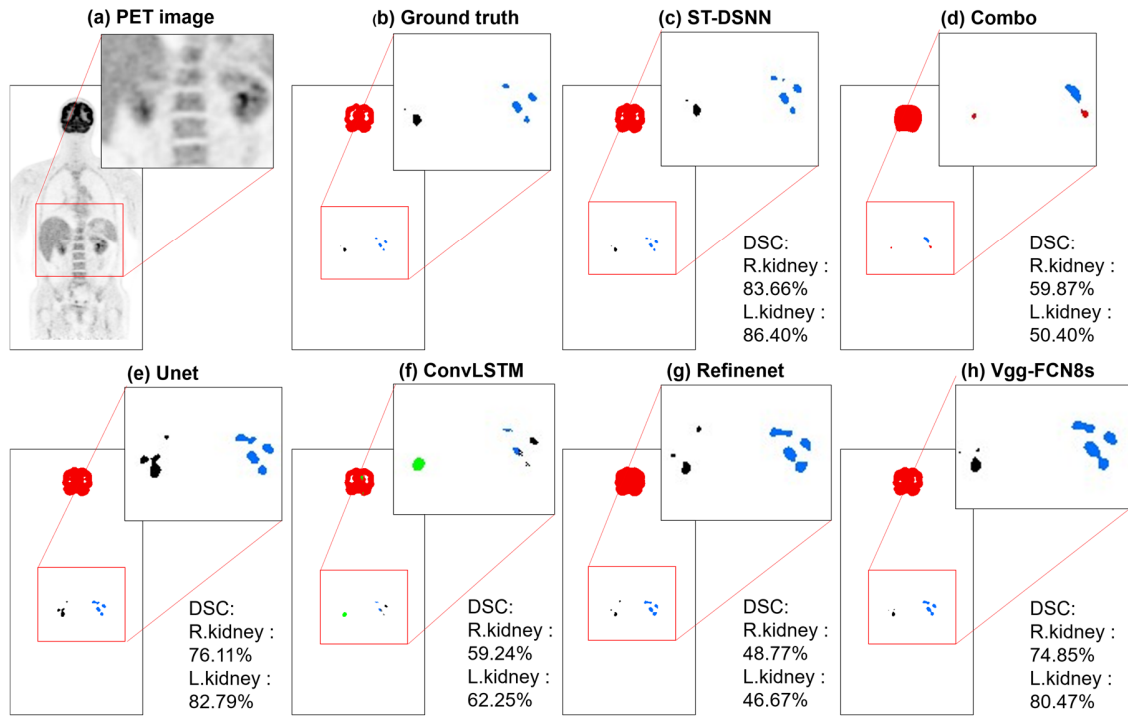 (a) PET image
(b) Ground truth
(c) ST-DSNN
(d) Combo
DSC:
R.kidney :
83.66%
L.kidney :
86.40%
DSC:
R.kidney :
59.87%
L.kidney :
50.40%
(e) Unet
(f) ConvLSTM
(g) Refinenet
(h) Vgg-FCN8s
DSC:
R.kidney :
76.11%
L.kidney :
82.79%
DSC:
R.kidney :
59.24%
L.kidney :
62.25%
DSC:
R.kidney :
48.77%
L.kidney :
46.67%
DSC:
R.kidney :
74.85%
L.kidney :
80.47%